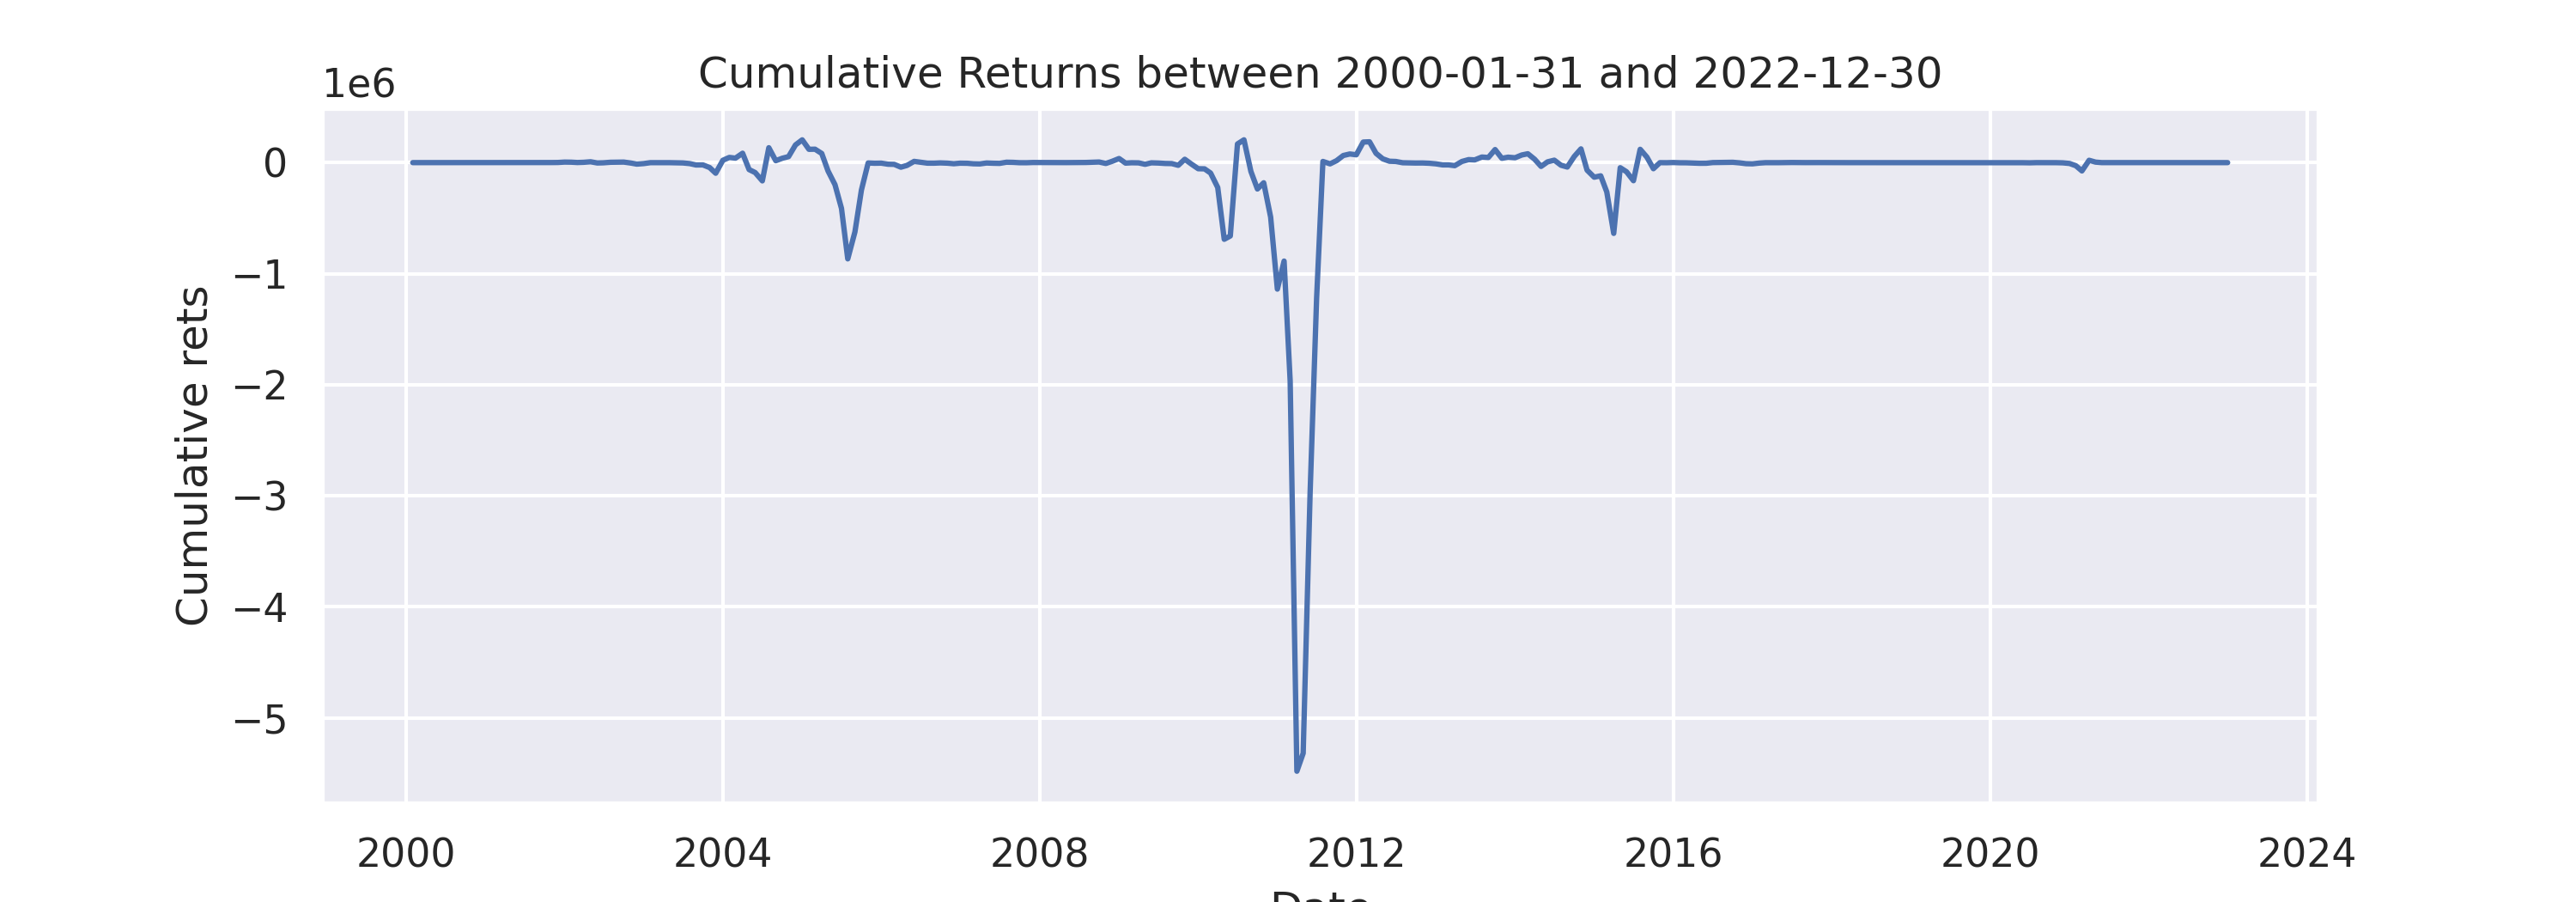 Cumulative Returns between 2000-01-31 and 2022-12-30
1e6
0
−1
−2
−3
−4
−5
Cumulative rets
2000 2004 2008 2012 2016 2020 2024
Date